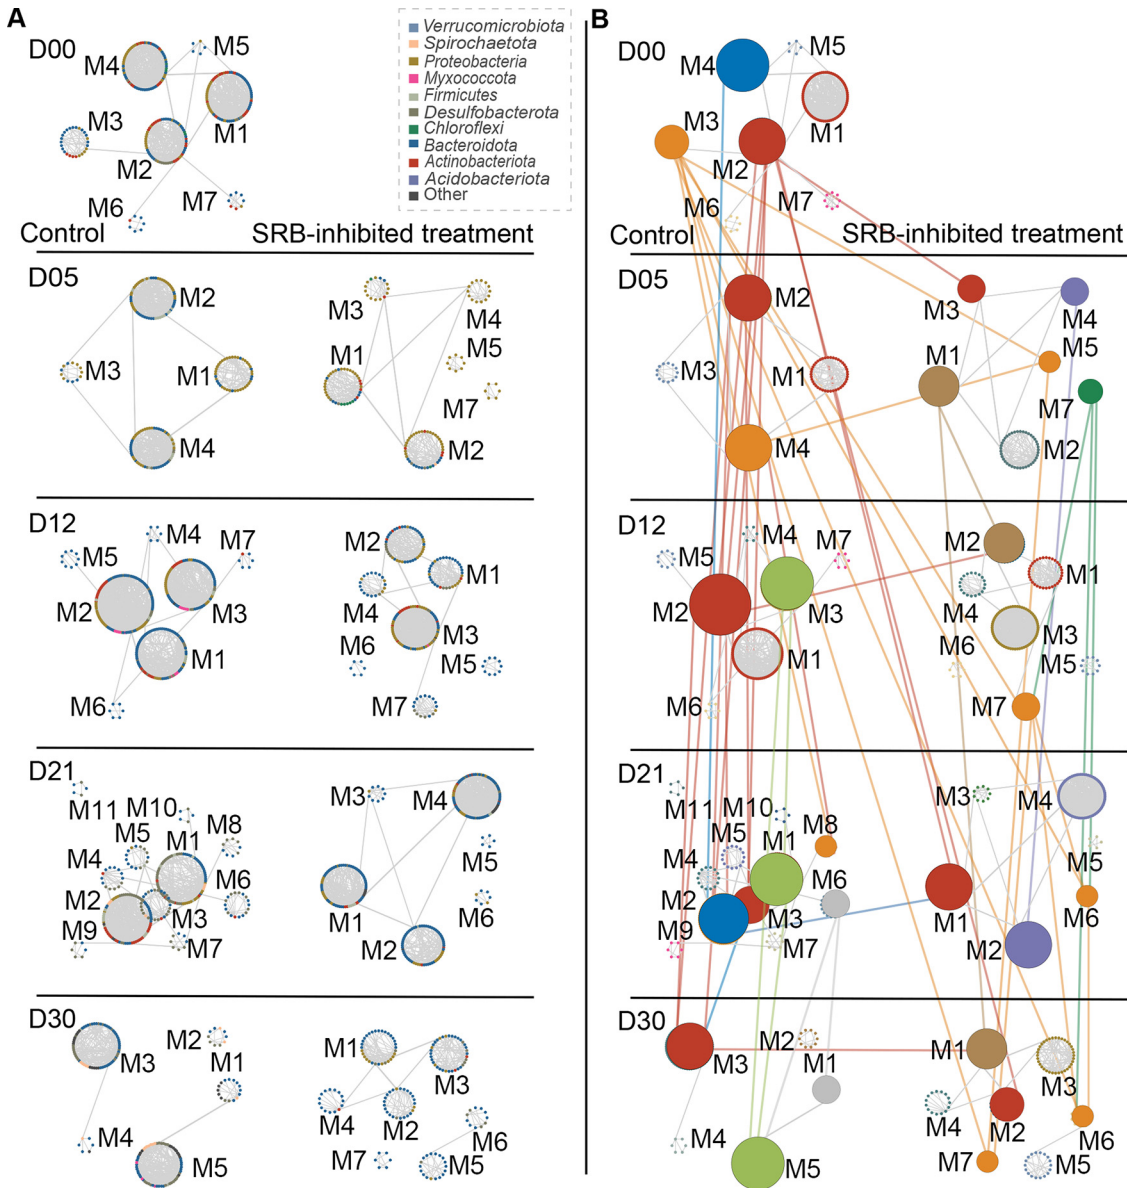 A
D00
M4
M5
M1
M3
M2
M6
M7
Verrucomicrobiota
Spirochaetota
Proteobacteria
Myxococcota
Firmicutes
Desulfobacterota
Chloroflexi
Bacteroidota
Actinobacteriota
Acidobacteriota
Other
Control
SRB-inhibited treatment
D05
M2
M3
M1
M4
M3
M4
M1
M5
M7
M2
D12
M4
M7
M5
M2
M3
M1
M6
M2
M1
M4
M3
M6
M5
M7
D21
M11
M10
M5
M1
M8
M4
M6
M2
M3
M9
M7
M3
M4
M5
M1
M6
M2
D30
M3
M2
M1
M4
M5
M1
M3
M4
M2
M6
M7
M5
B
D00
M5
M4
M3
M1
M2
M6
M7
Control
SRB-inhibited treatment
D05
M2
M3
M1
M4
M3
M4
M1
M5
M7
M2
D12
M4
M7
M5
M2
M3
M1
M6
M2
M1
M4
M3
M6
M5
M7
D21
M11
M10
M5
M1
M8
M4
M6
M2
M3
M9
M7
M3
M4
M5
M1
M6
M2
D30
M3
M2
M1
M4
M5
M1
M3
M4
M2
M6
M7
M5